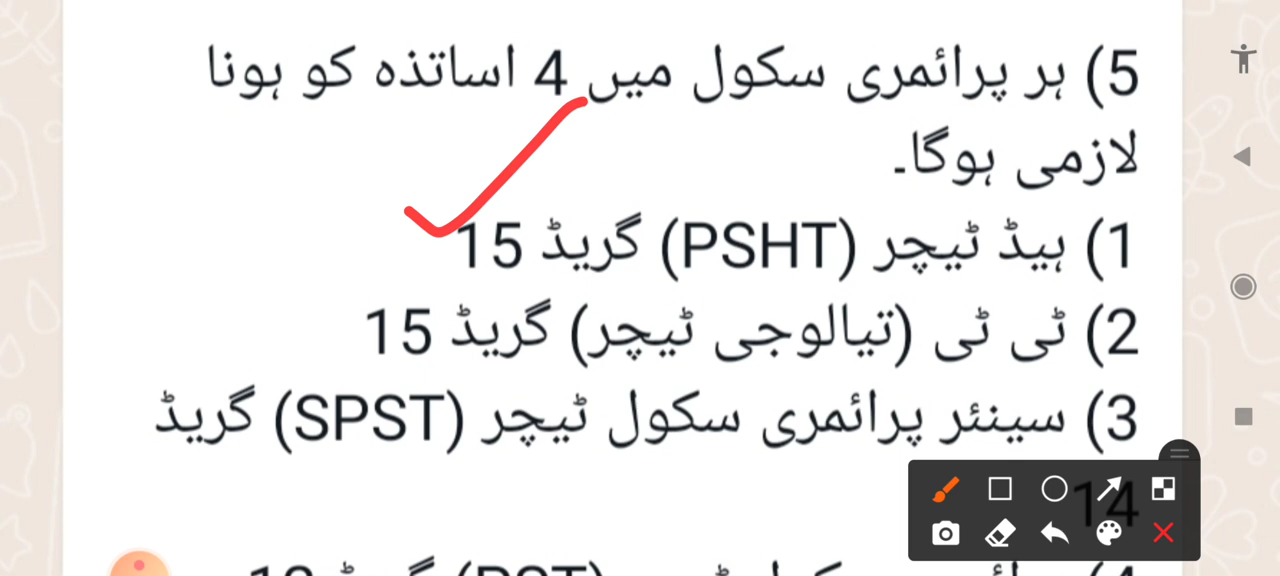 5) ہر پرائمری سکول میں 4 اساتذہ کو ہونا
لازمی ہوگا۔
1) ہیڈ ٹیچر (PSHT) گریڈ 15
2) ٹی ٹی (تیالوجی ٹیچر) گریڈ 15
3) سینئر پرائمری سکول ٹیچر (SPST) گریڈ
14